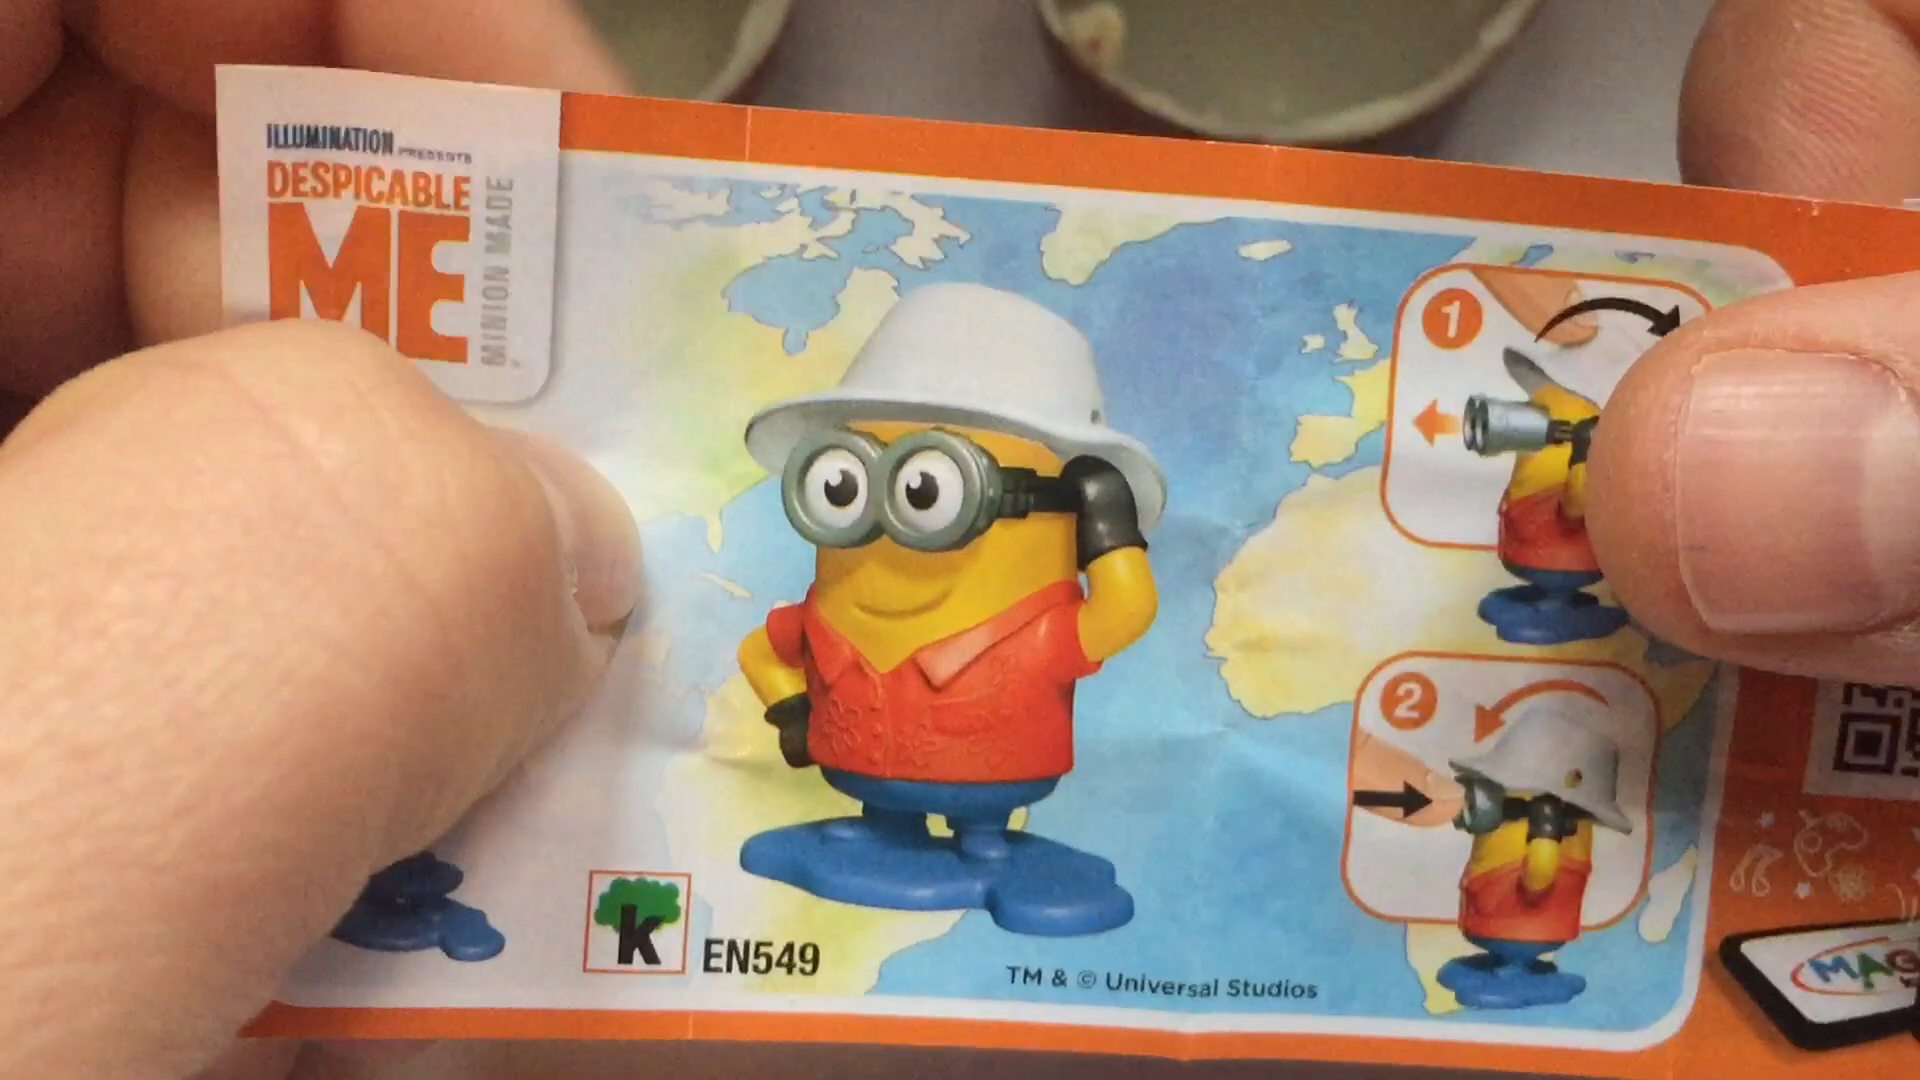 ILLUMINATION PRESENTS
DESPICABLE
ME
MINION MADE
1
2
k
EN549
TM & © Universal Studios